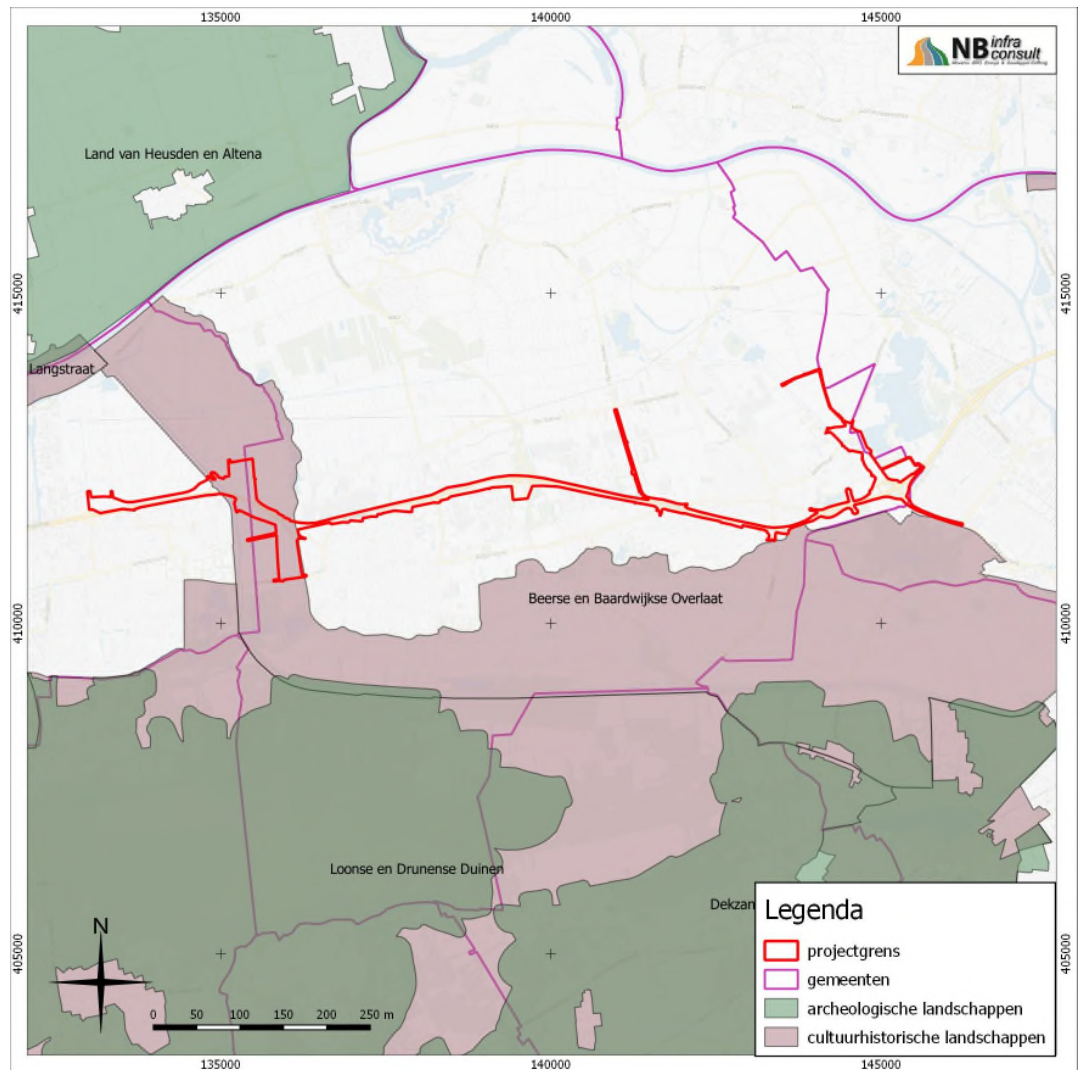 135000
140000
145000
NB infra
consult
Land van Heusden en Altena
415000
415000
Langstraat
Beerse en Baardwijkse Overlaat
410000
410000
Loonse en Drunense Duinen
Dekzan
Legenda
projectgrens
gemeenten
archeologische landschappen
cultuurhistorische landschappen
N
405000
405000
0 50 100 150 200 250 m
135000
140000
145000